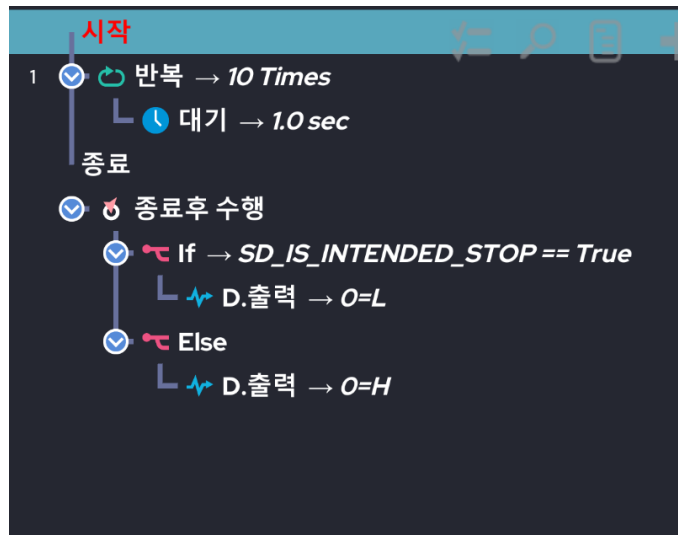 시작
1 반복 → 10 Times
대기 → 1.0 sec
종료
종료후 수행
If → SD_IS_INTENDED_STOP == True
D.출력 → 0=L
Else
D.출력 → 0=H